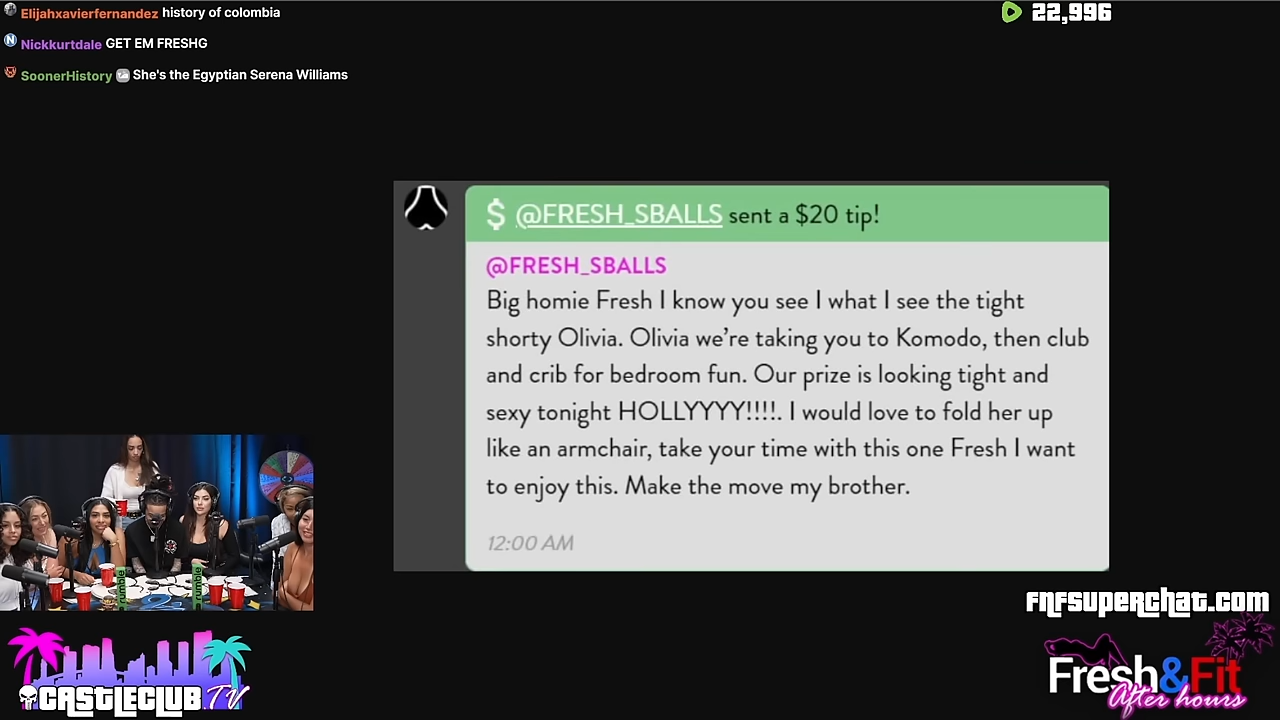 Elijahxavierfernandez history of colombia
22,996
Nickkurtdale GET EM FRESHG
SoonerHistory She's the Egyptian Serena Williams
$ @FRESH_SBALLS sent a $20 tip!
@FRESH_SBALLS
Big homie Fresh I know you see I what I see the tight
shorty Olivia. Olivia we're taking you to Komodo, then club
and crib for bedroom fun. Our prize is looking tight and
sexy tonight HOLLYYYY!!!!. I would love to fold her up
like an armchair, take your time with this one Fresh I want
to enjoy this. Make the move my brother.
12:00 AM
rumble
rumble
FNFSUPERCHAT.COM
CASTLECLUB TV
Fresh&Fit
After hours